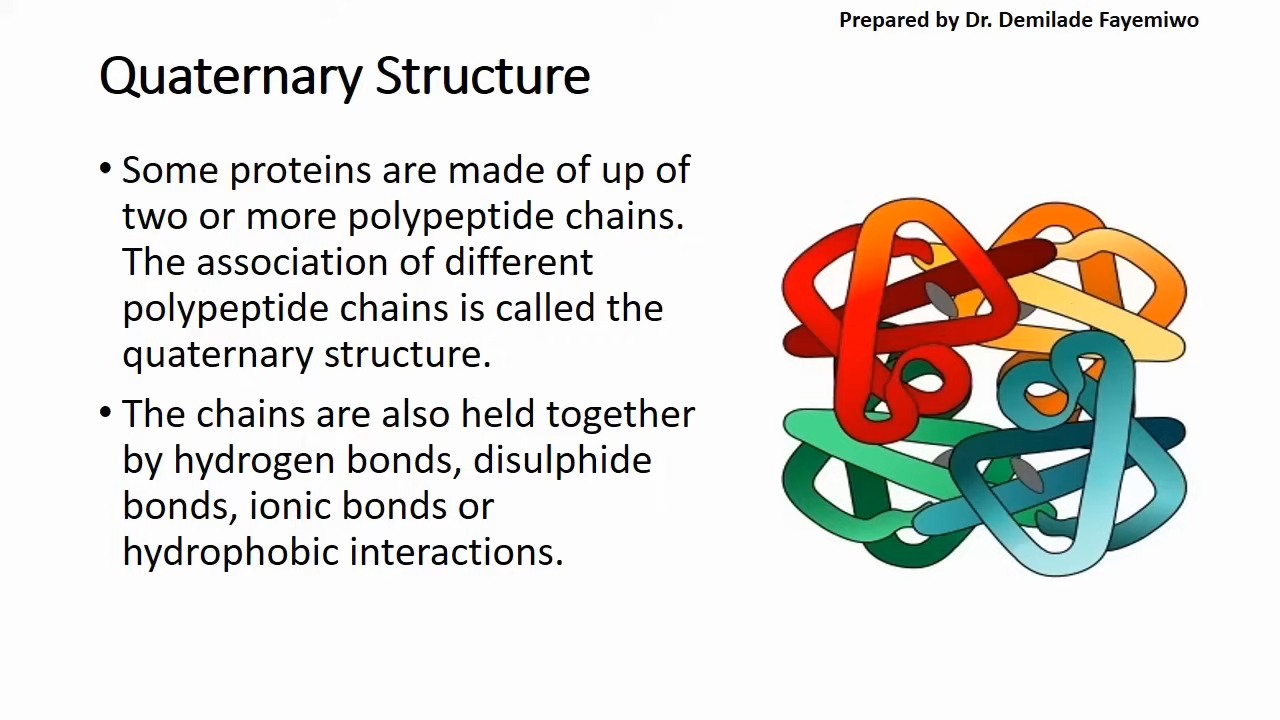 Prepared by Dr. Demilade Fayemiwo
Quaternary Structure
• Some proteins are made of up of
two or more polypeptide chains.
The association of different
polypeptide chains is called the
quaternary structure.
• The chains are also held together
by hydrogen bonds, disulphide
bonds, ionic bonds or
hydrophobic interactions.